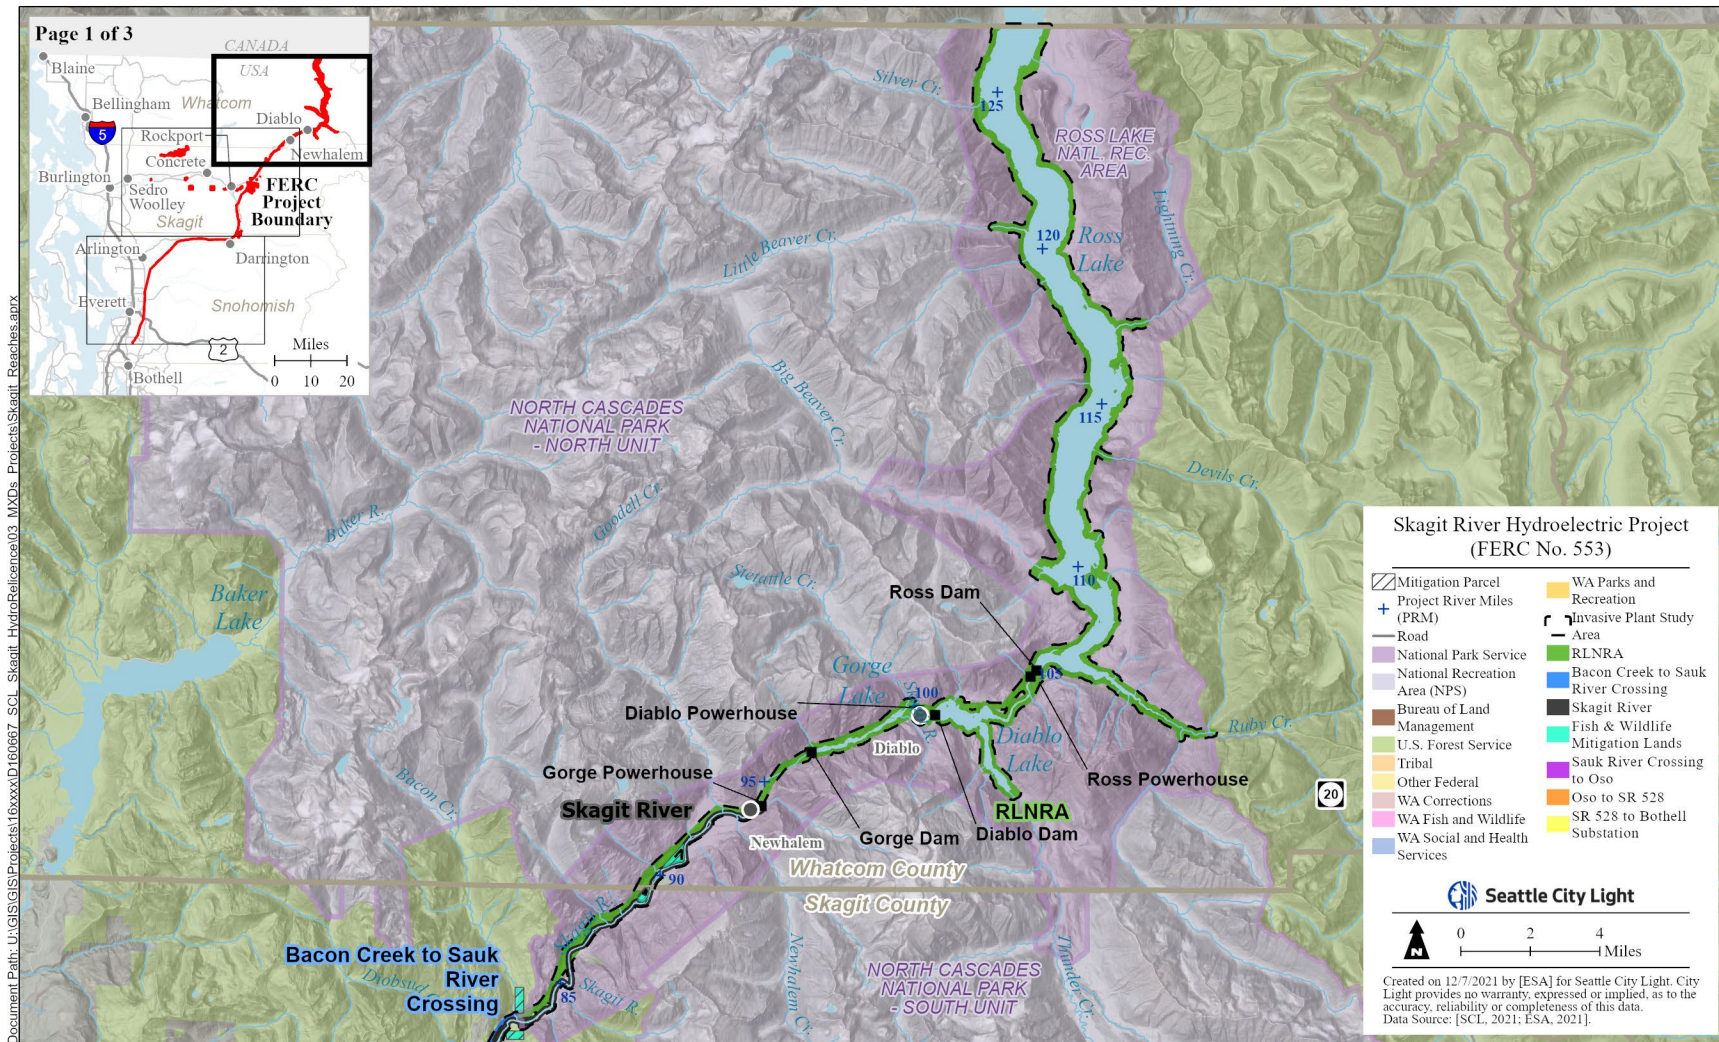 Page 1 of 3
CANADA
USA
Blaine
Bellingham
Whatcom
5
Diablo
Rockport
Newhalem
Concrete
Burlington
Sedro
Woolley
FERC
Project
Boundary
Skagit
Arlington
Darrington
Everett
Snohomish
2
Miles
0 10 20
Bothell
Silver Cr.
125
ROSS LAKE
NATL. REC.
AREA
Lightning Cr.
120
Ross
Lake
Little Beaver Cr.
Big Beaver Cr.
115
NORTH CASCADES
NATIONAL PARK
- NORTH UNIT
Devils Cr.
Baker R.
Goodell Cr.
Stetattle Cr.
110
Baker
Lake
Ross Dam
Gorge
Lake
105
100
Skagit R.
Diablo Powerhouse
Diablo
Diablo
Lake
Ruby Cr.
Gorge Powerhouse
95
Ross Powerhouse
Bacon Cr.
Skagit River
RLNRA
20
Newhalem
Gorge Dam
Diablo Dam
Whatcom County
90
Skagit County
Skagit R.
Bacon Creek to Sauk
River
Crossing
Diobsud
85
Skagit R.
Newhalem Cr.
Thunder Cr.
NORTH CASCADES
NATIONAL PARK
- SOUTH UNIT
Skagit River Hydroelectric Project
(FERC No. 553)
Mitigation Parcel
Project River Miles
(PRM)
Road
National Park Service
National Recreation
Area (NPS)
Bureau of Land
Management
U.S. Forest Service
Tribal
Other Federal
WA Corrections
WA Fish and Wildlife
WA Social and Health
Services
WA Parks and
Recreation
Invasive Plant Study
Area
RLNRA
Bacon Creek to Sauk
River Crossing
Skagit River
Fish & Wildlife
Mitigation Lands
Sauk River Crossing
to Oso
Oso to SR 528
SR 528 to Bothell
Substation
Seattle City Light
N
0 2 4
Miles
Created on 12/7/2021 by [ESA] for Seattle City Light. City
Light provides no warranty, expressed or implied, as to the
accuracy, reliability or completeness of this data.
Data Source: [SCL, 2021; ESA, 2021].
Document Path: U:\GIS\GIS\Projects\16xxxx\D160667_SCL_Skagit_HydroRelicence\03_MXDs_Projects\Skagit_Reaches.aprx